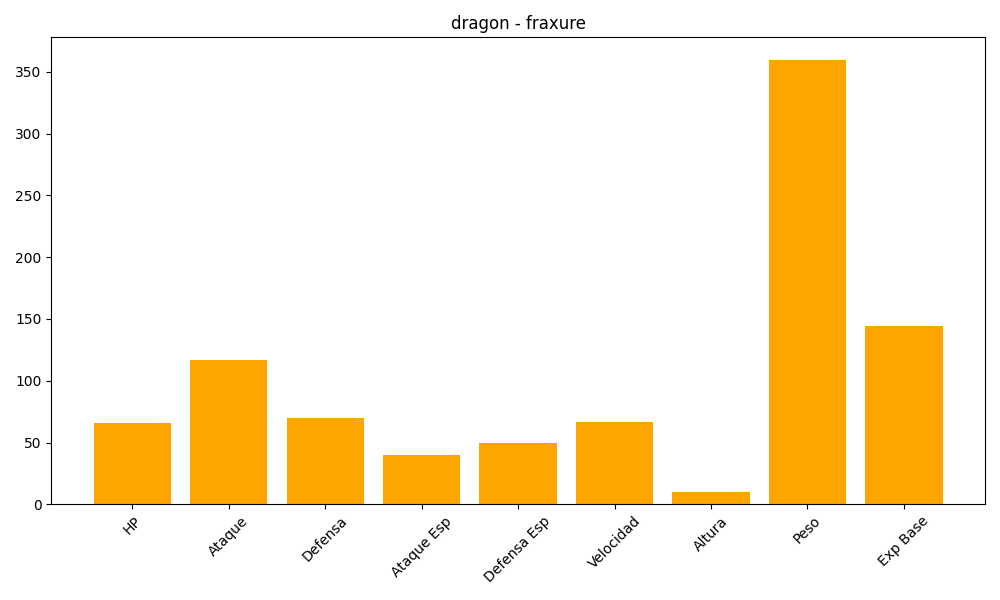 dragon - fraxure
350
300
250
200
150
100
50
0
HP
Ataque
Defensa
Ataque Esp
Defensa Esp
Velocidad
Altura
Peso
Exp Base